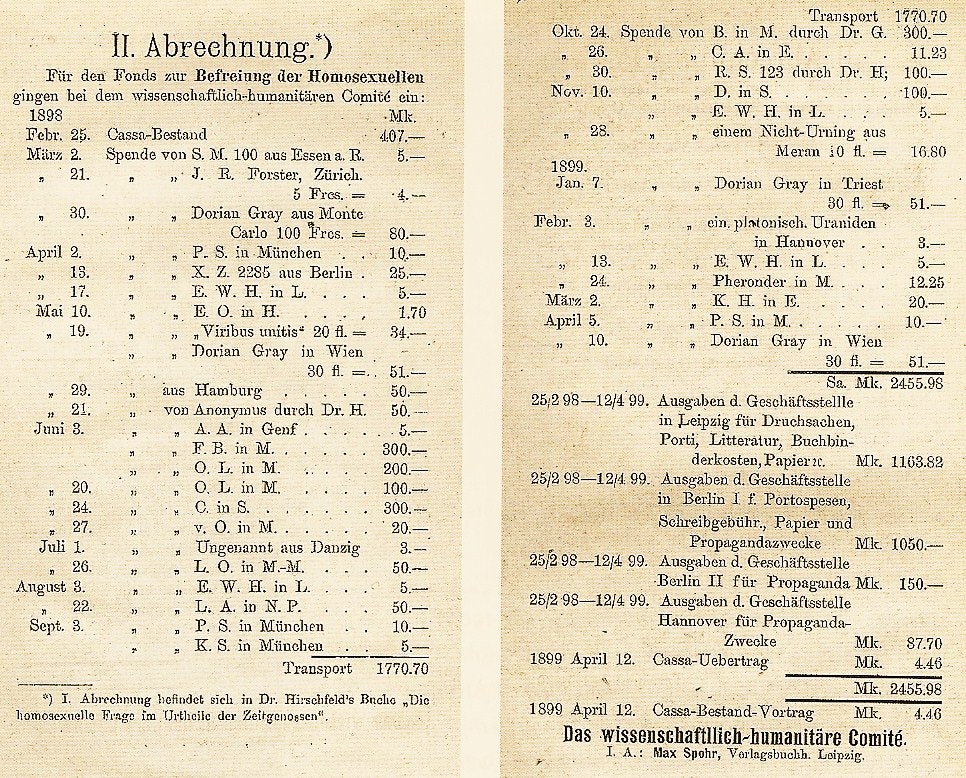 II. Abrechnung.*)
Für den Fonds zur Befreiung der Homosexuellen
gingen bei dem wissenschaftlich-humanitären Comité ein:
1898 Mk.
Febr. 25. Cassa-Bestand 407.—
März 2. Spende von S. M. 100 aus Essen a. R. 5.—
„ 21. „ „ J. R. Forster, Zürich.
5 Frcs. = 4.—
„ 30. „ „ Dorian Gray aus Monte
Carlo 100 Frcs. = 80.—
April 2. „ „ P. S. in München . 10.—
„ 13. „ „ X. Z. 2285 aus Berlin . 25.—
„ 17. „ „ E. W. H. in L. . . . 5.—
Mai 10. „ „ E. O. in H. . . . . 1.70
„ 19. „ „ „Viribus unitis“ 20 fl. = 34.—
„ „ Dorian Gray in Wien
30 fl. = . 51.—
„ 29. „ aus Hamburg . . . . . 50.—
„ 21. „ von Anonymus durch Dr. H. 50.—
Juni 3. „ „ A. A. in Genf . . . . 5.—
„ „ F. B. in M. . . . . . 300.—
„ „ O. L. in M. . . . . . 200.—
„ 20. „ „ O. L. in M. . . . . . 100.—
„ 24. „ „ C. in S. . . . . . . 300.—
„ 27. „ „ v. O. in M. . . . . . 20.—
Juli 1. „ „ Ungenannt aus Danzig 3.—
„ 26. „ „ L. O. in M.-M. . . . 50.—
August 3. „ „ E. W. H. in L. . . . 5.—
„ 22. „ „ L. A. in N. P. . . . 50.—
Sept. 3. „ „ P. S. in München . . 10.—
„ „ K. S. in München . . 5.—
Transport 1770.70
*) I. Abrechnung befindet sich in Dr. Hirschfeld's Buche „Die
homosexuelle Frage im Urtheile der Zeitgenossen“.
Transport 1770.70
Okt. 24. Spende von B. in M. durch Dr. G. 300.—
„ 26. „ „ C. A. in E. . . . . 11.23
„ 30. „ „ R. S. 123 durch Dr. H; 100.—
Nov. 10. „ „ D. in S. . . . . . 100.—
„ „ E. W. H. in L. . . . 5.—
„ 28. „ „ einem Nicht-Urning aus
Meran 10 fl. = 16.80
1899.
Jan. 7. „ „ Dorian Gray in Triest
30 fl. = 51.—
Febr. 3. „ „ ein. platonisch. Uraniden
in Hannover . . 3.—
„ 13. „ „ E. W. H. in L. . . . 5.—
„ 24. „ „ Pheronder in M. . . . 12.25
März 2. „ „ K. H. in E. . . . . 20.—
April 5. „ „ P. S. in M. . . . . . 10.—
„ 10. „ „ Dorian Gray in Wien
30 fl. = 51.—
Sa. Mk. 2455.98
25/2 98—12/4 99. Ausgaben d. Geschäftsstellle
in Leipzig für Druchsachen,
Porti, Litteratur, Buchbin-
derkosten, Papier ꝛc. Mk. 1163.82
25/2 98—12/4 99. Ausgaben d. Geschäftsstelle
in Berlin I f. Portospesen,
Schreibgebühr., Papier und
Propagandazwecke Mk. 1050.—
25/2 98—12/4 99. Ausgaben d. Geschäftsstelle
Berlin II für Propaganda Mk. 150.—
25/2 98—12/4 99. Ausgaben d. Geschäftsstelle
Hannover für Propaganda-
Zwecke Mk. 87.70
1899 April 12. Cassa-Uebertrag Mk. 4.46
Mk. 2455.98
1899 April 12. Cassa-Bestand-Vortrag Mk. 4.46
Das wissenschaftllich-humanitäre Comité.
I. A.: Max Spohr, Verlagsbuchh. Leipzig.